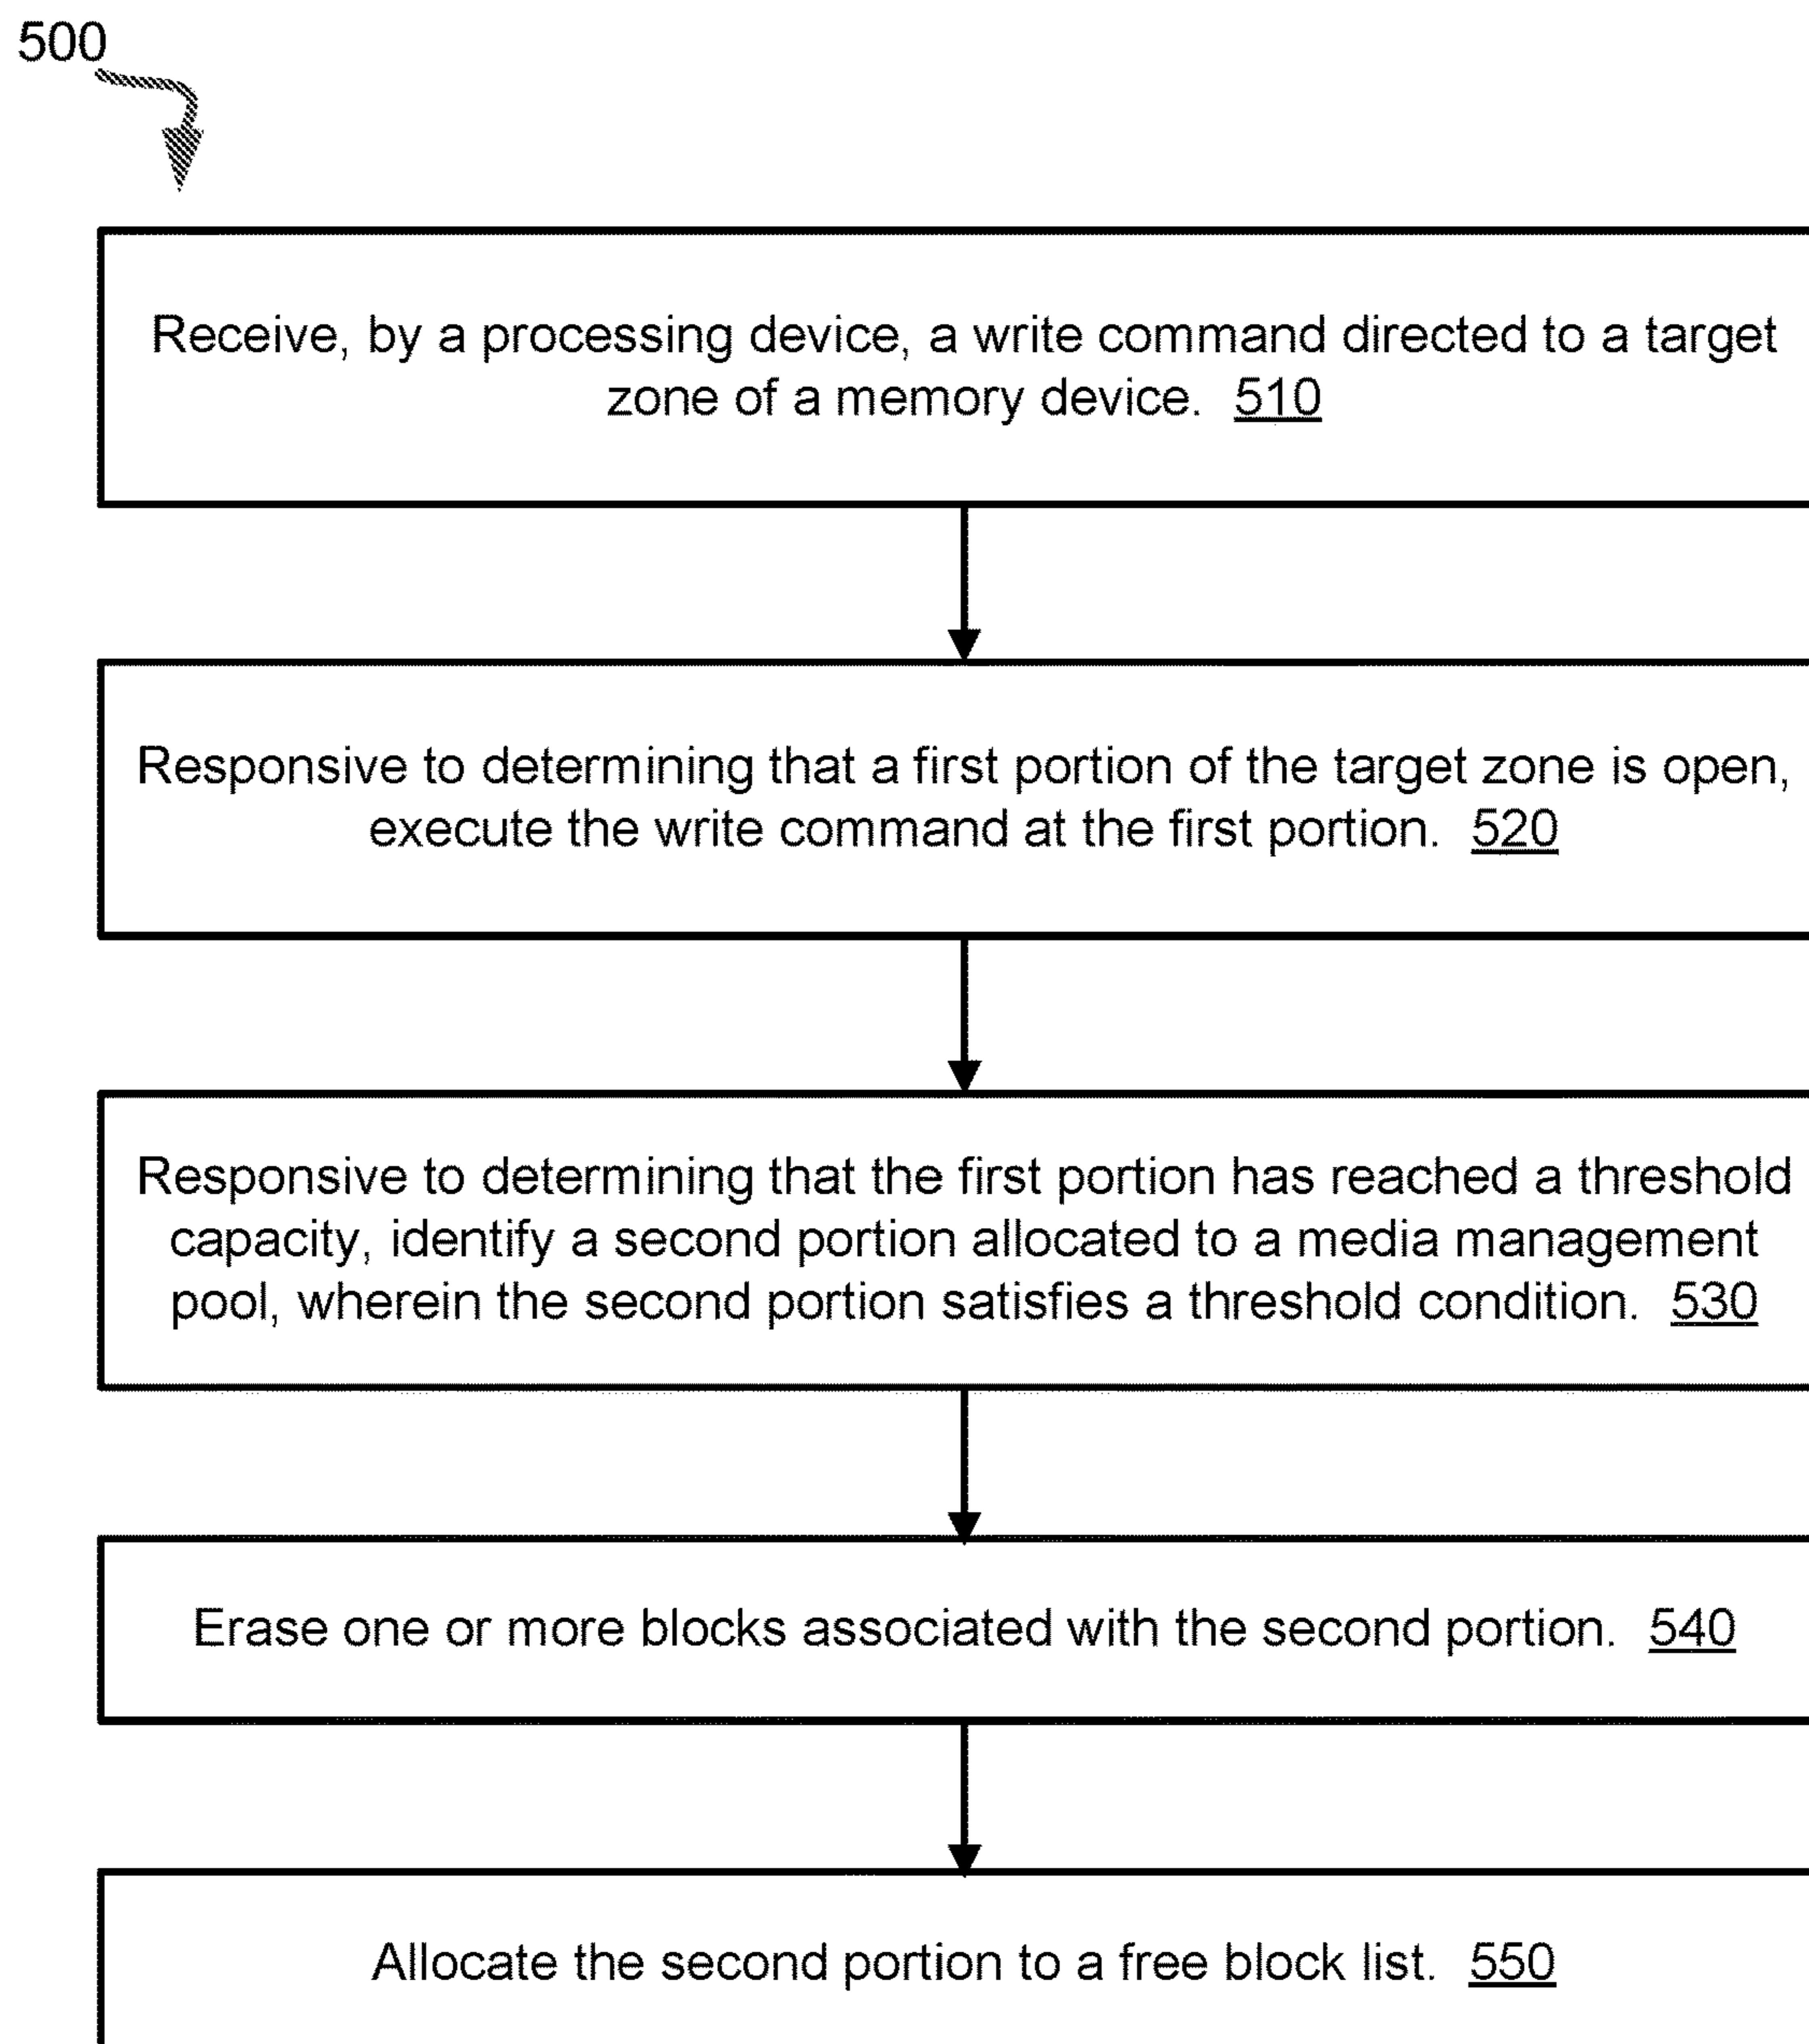 500
Receive, by a processing device, a write command directed to a target
zone of a memory device. 510
Responsive to determining that a first portion of the target zone is open,
execute the write command at the first portion. 520
Responsive to determining that the first portion has reached a threshold
capacity, identify a second portion allocated to a media management
pool, wherein the second portion satisfies a threshold condition. 530
Erase one or more blocks associated with the second portion. 540
Allocate the second portion to a free block list. 550